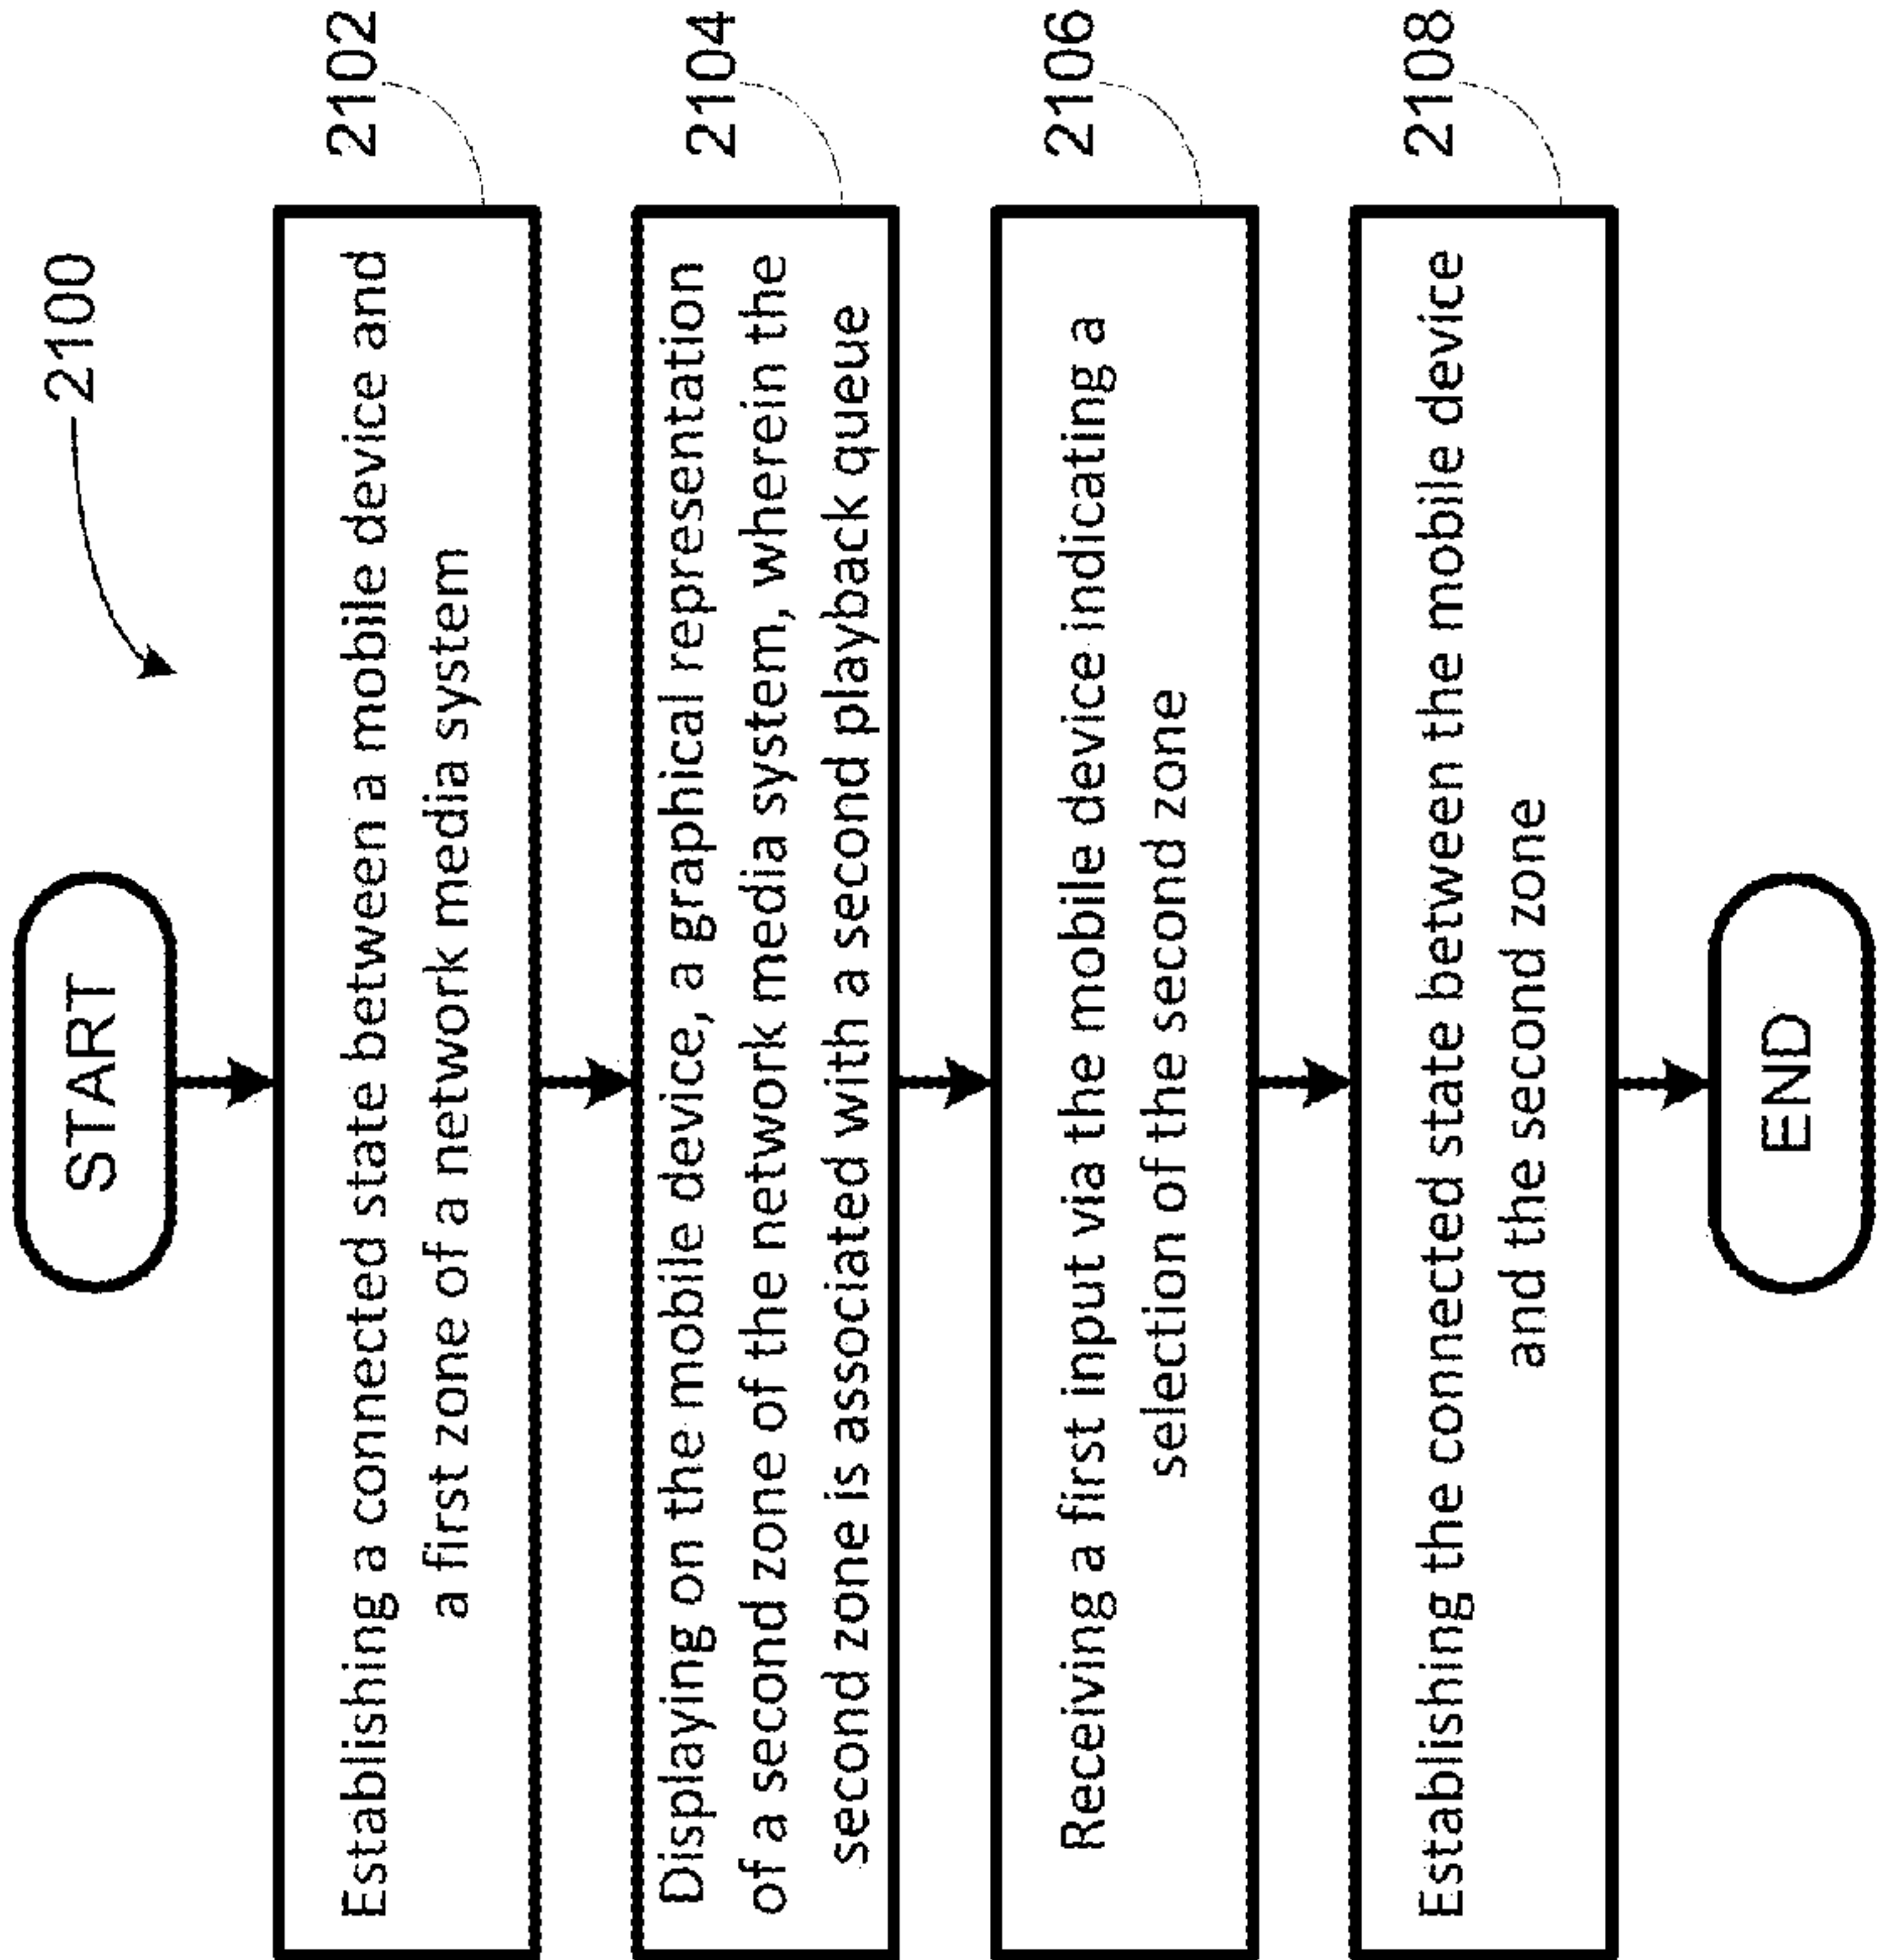 2100
START
2102
Establishing a connected state between a mobile device and
a first zone of a network media system
2104
Displaying on the mobile device, a graphical representation
of a second zone of the network media system, wherein the
second zone is associated with a second playback queue
2106
Receiving a first input via the mobile device indicating a
selection of the second zone
2108
Establishing the connected state between the mobile device
and the second zone
END